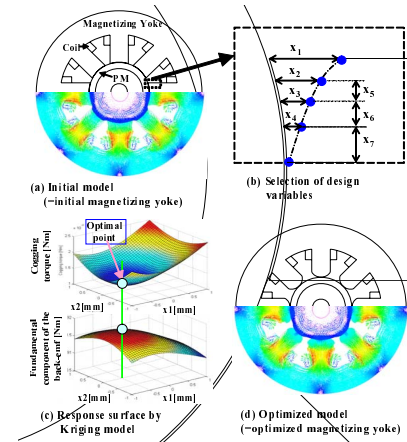 Magnetizing Yoke
Coil
PM
(a) Initial model
(−initial magnetizing yoke)
x1
x2
x3
x4
x5
x6
x7
(b) Selection of design
variables
Optimal
point
Cogging
torque [Nm]
x2[mm]
x1[mm]
Fundamental
component of the
back-emf [Nm]
x2[mm]
x1[mm]
(c) Response surface by
Kriging model
(d) Optimized model
(−optimized magnetizing yoke)